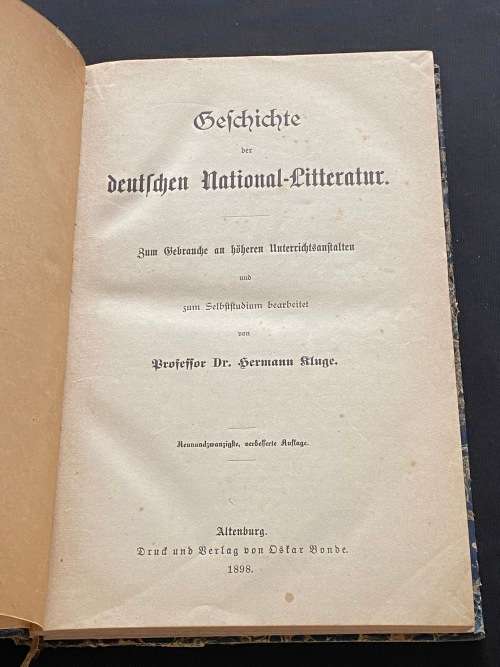 Geschichte
der
deutschen National-Litteratur.
Zum Gebrauche an höheren Unterrichtsanstalten
und
zum Selbststudium bearbeitet
von
Professor Dr. Hermann Kluge.
Neunundzwanzigste, verbesserte Auflage.
Altenburg.
Druck und Verlag von Oskar Bonde.
1898.